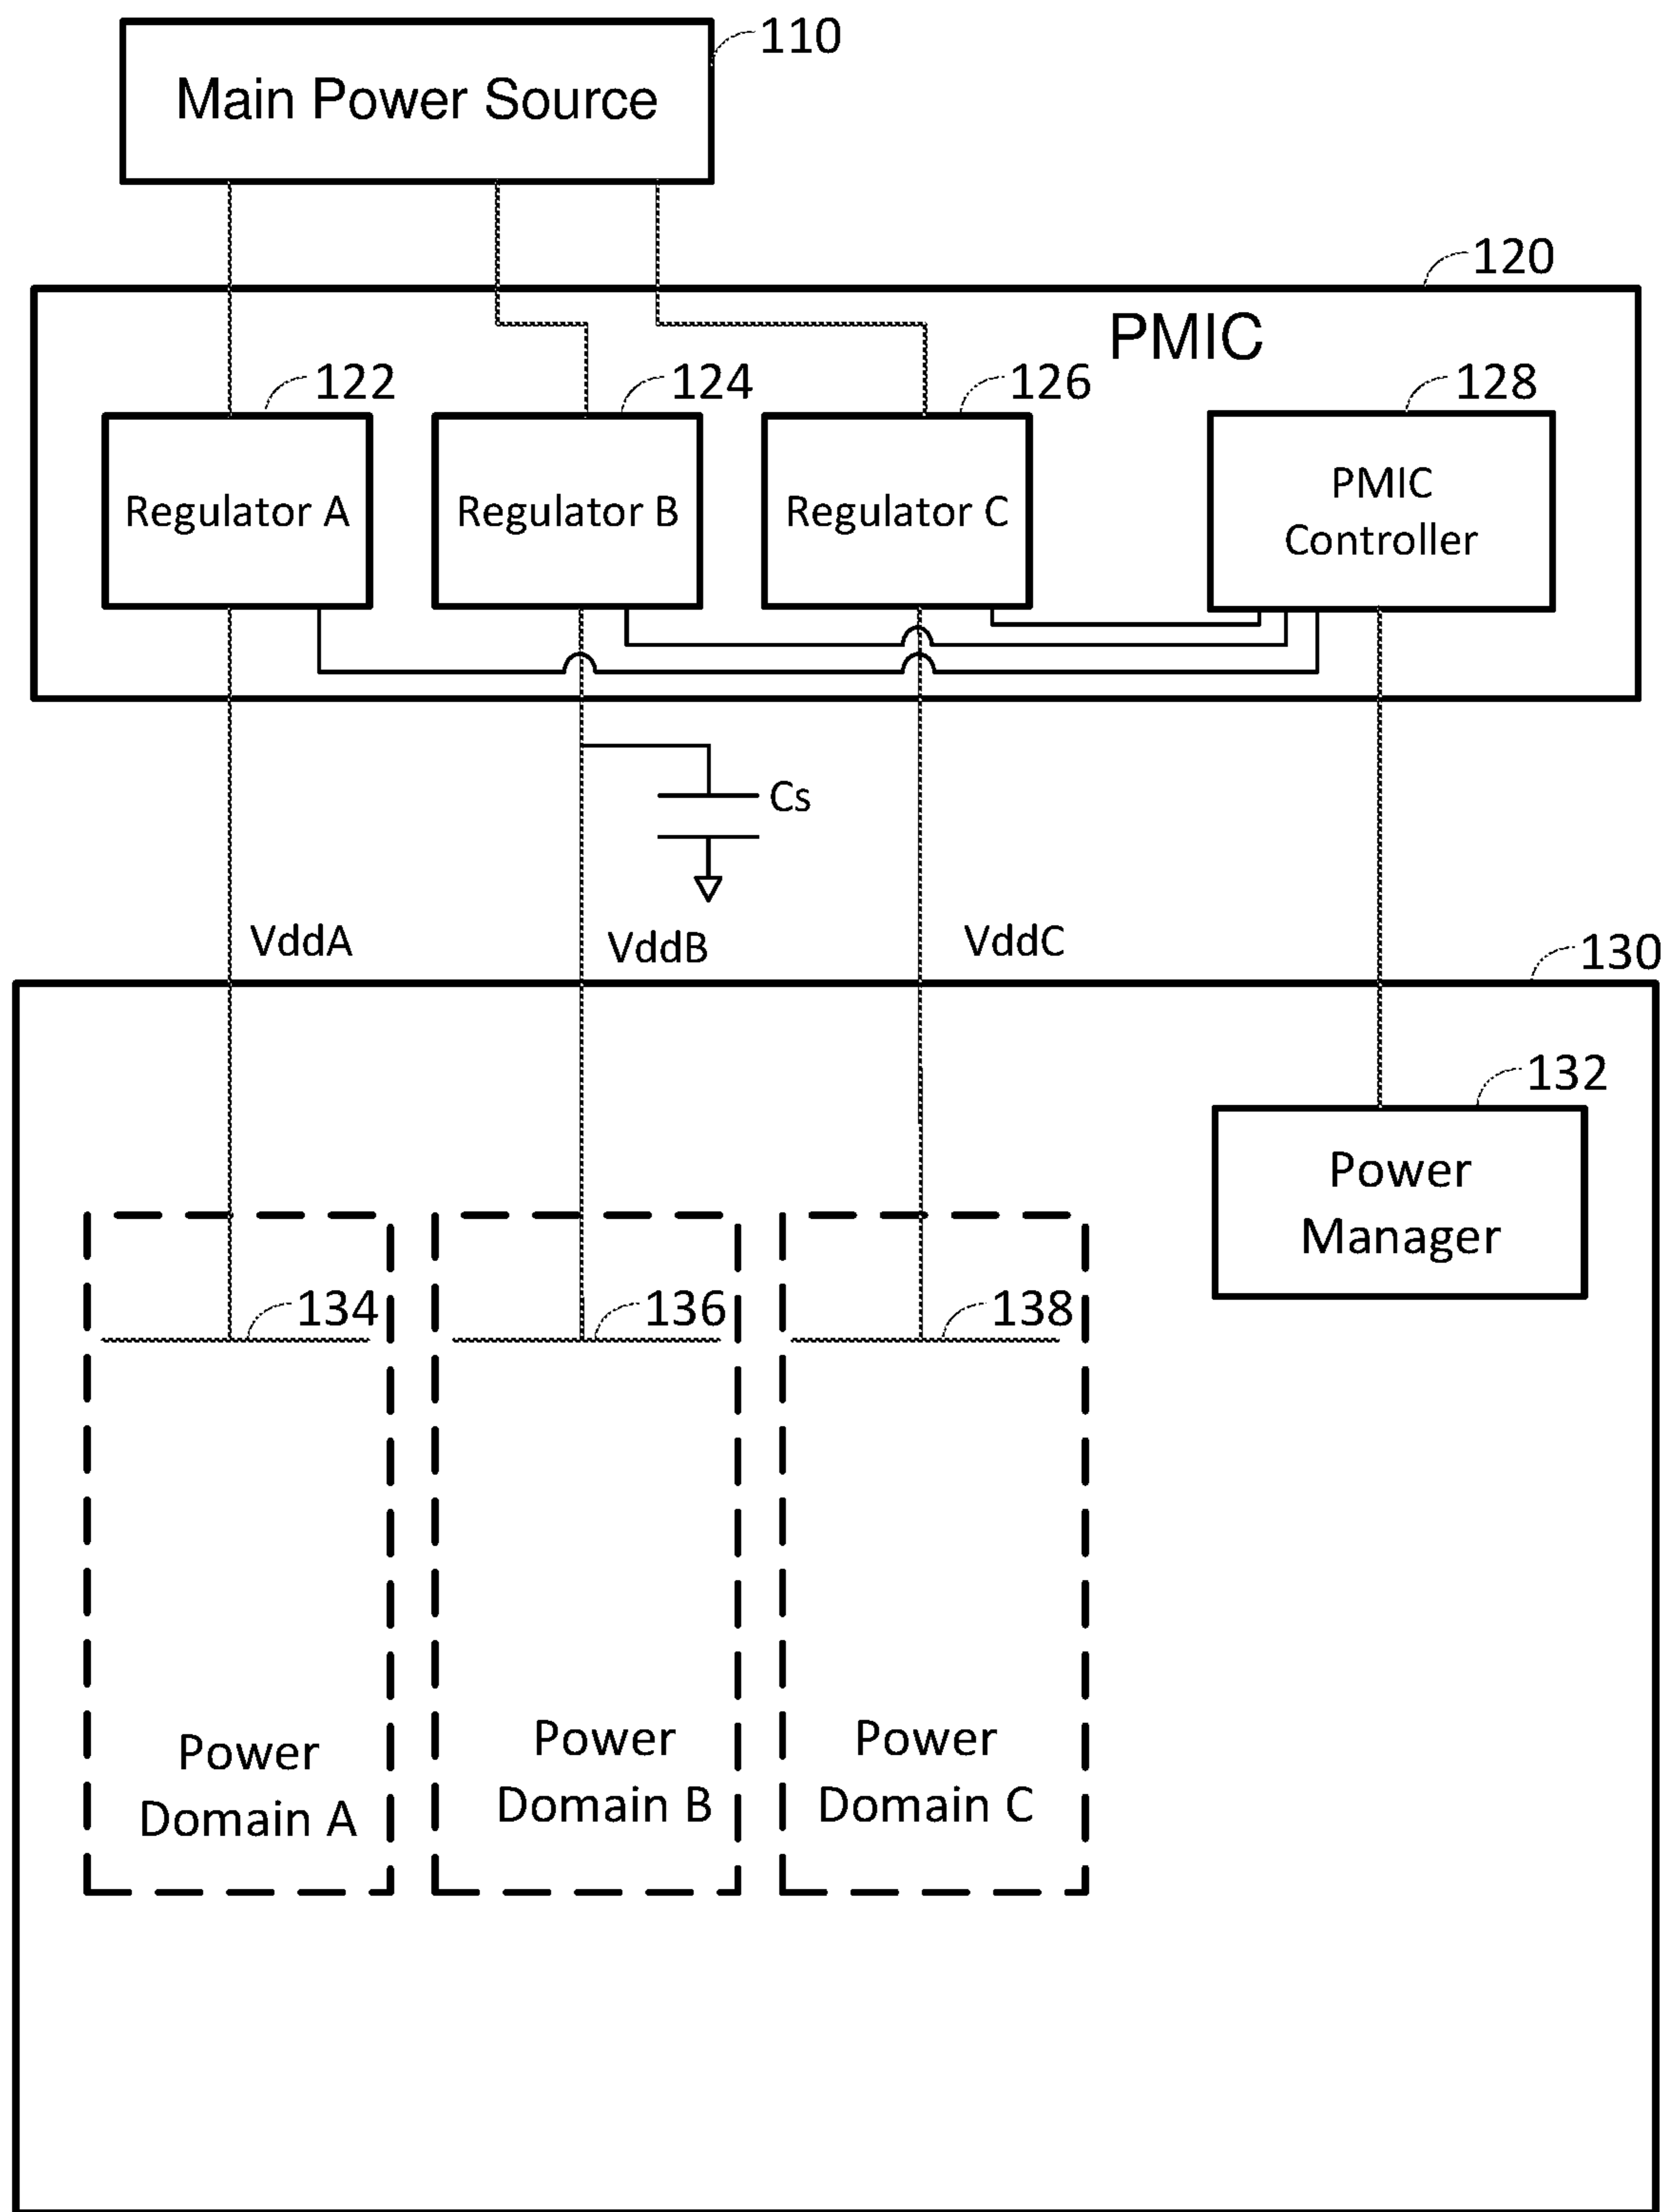 110
Main Power Source
120
PMIC
122
124
126
128
Regulator A
Regulator B
Regulator C
PMIC
Controller
Cs
VddA
VddB
VddC
130
132
Power
Manager
134
136
138
Power
Domain A
Power
Domain B
Power
Domain C